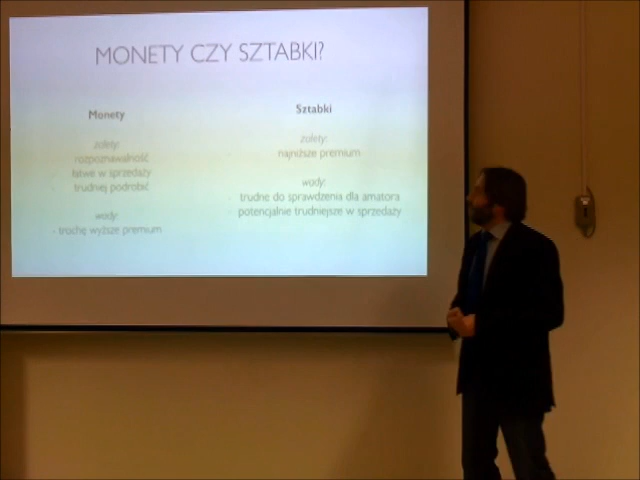 MONETY CZY SZTABKI?
Monety
zalety:
rozpoznawalność
łatwe w sprzedaży
trudniej podrobić
wady:
- trochę wyższe premium
Sztabki
zalety:
- najniższe premium
wady:
- trudne do sprawdzenia dla amatora
- potencjalnie trudniejsze w sprzedaży